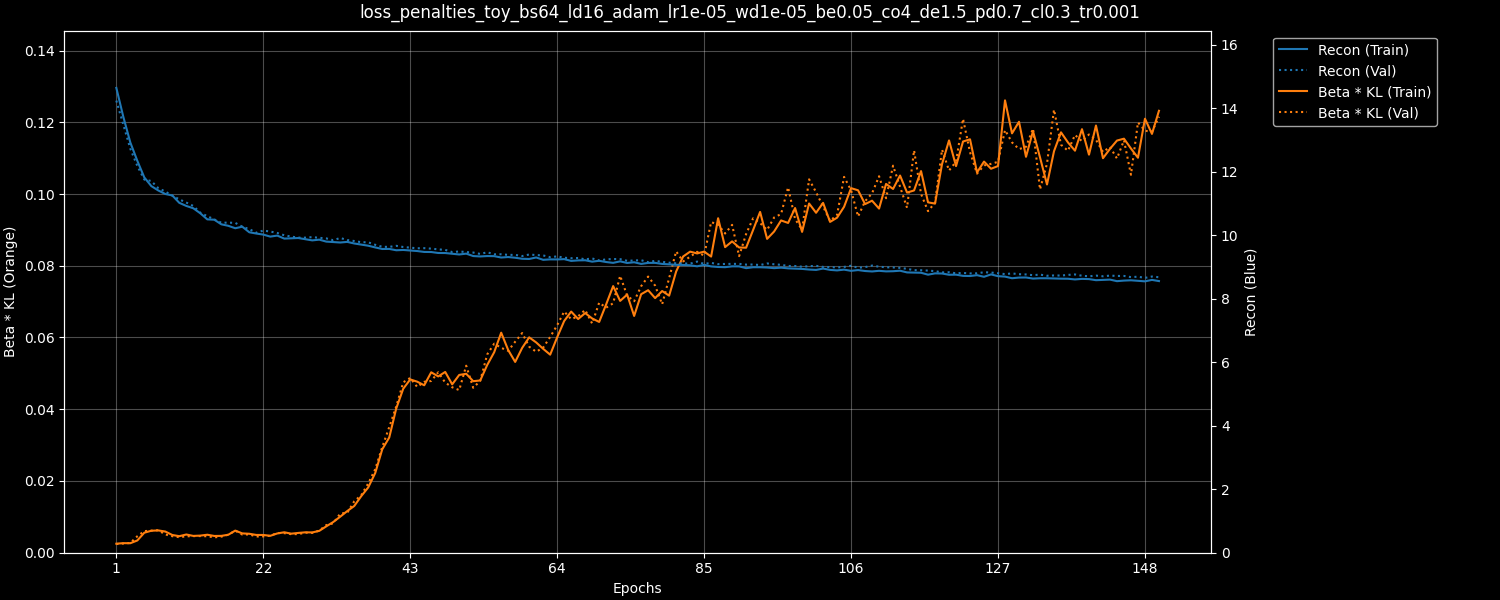 loss_penalties_toy_bs64_ld16_adam_lr1e-05_wd1e-05_be0.05_co4_de1.5_pd0.7_cl0.3_tr0.001
Beta * KL (Orange)
0.14
0.12
0.10
0.08
0.06
0.04
0.02
0.00
1 22 43 64 85 106 127 148
Epochs
16
14
12
10
8
6
4
2
0
Recon (Blue)
Recon (Train)
Recon (Val)
Beta * KL (Train)
Beta * KL (Val)